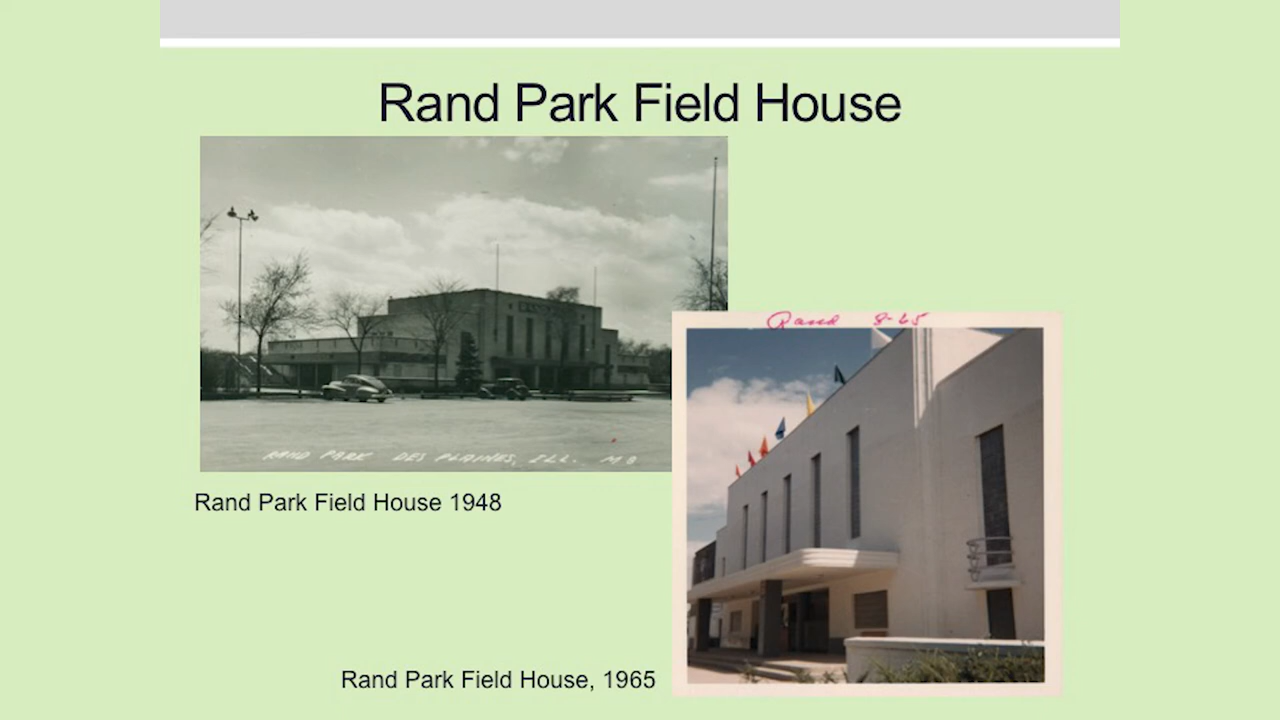 Rand Park Field House
RAND PARK DES PLAINES, ILL. M8
Rand 8-65
Rand Park Field House 1948
Rand Park Field House, 1965